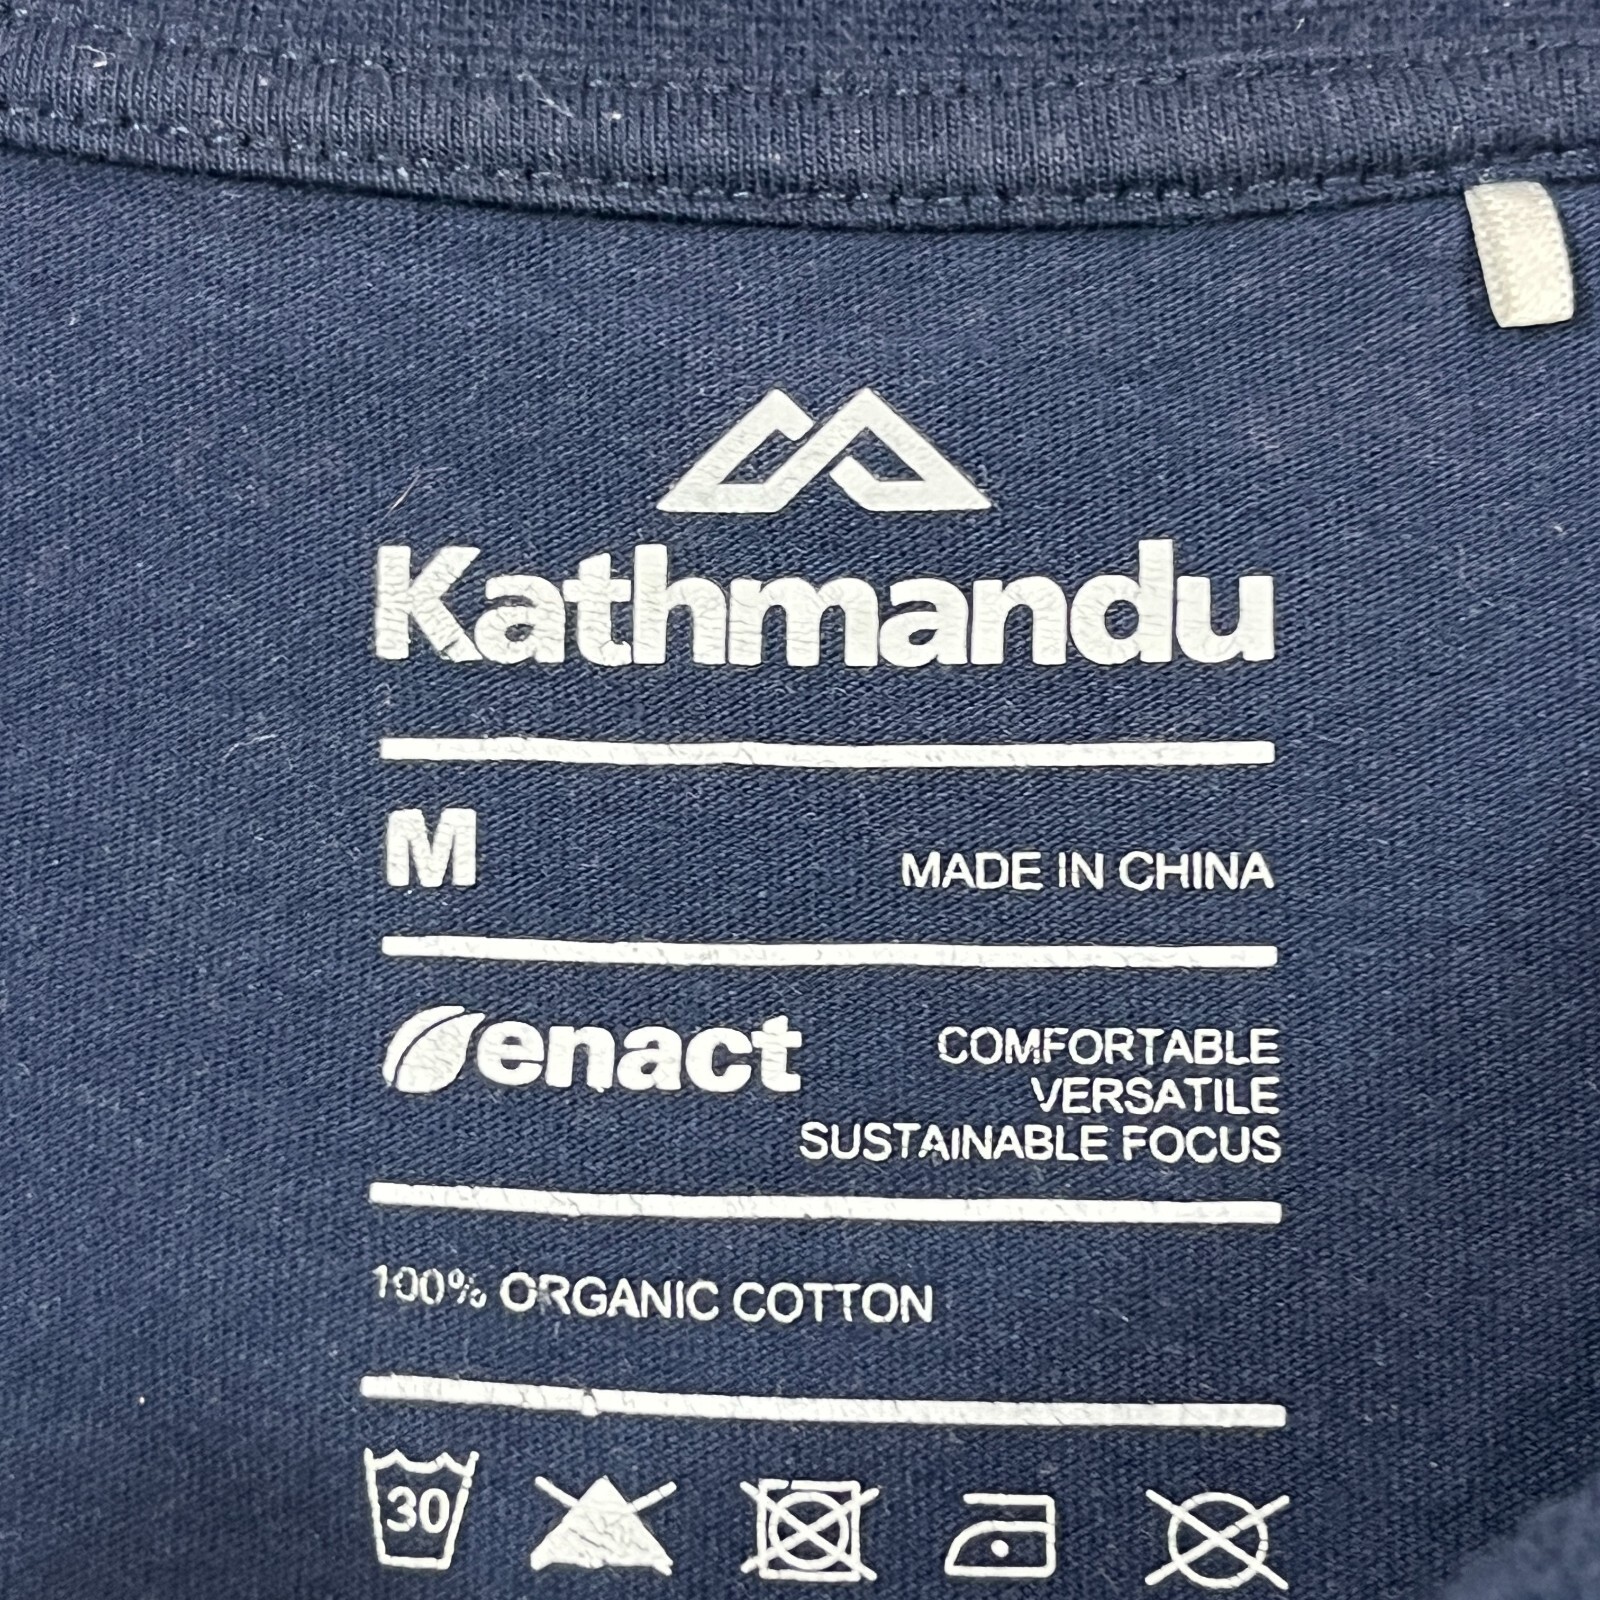 Kathmandu
M MADE IN CHINA
enact COMFORTABLE
VERSATILE
SUSTAINABLE FOCUS
100% ORGANIC COTTON
30